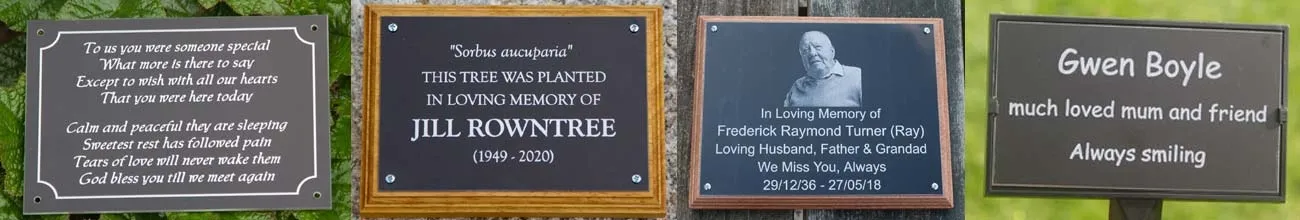 To us you were someone special
What more is there to say
Except to wish with all our hearts
That you were here today
Calm and peaceful they are sleeping
Sweetest rest has followed pain
Tears of love will never wake them
God bless you till we meet again
"Sorbus aucuparia"
THIS TREE WAS PLANTED
IN LOVING MEMORY OF
JILL ROWNTREE
(1949 - 2020)
In Loving Memory of
Frederick Raymond Turner (Ray)
Loving Husband, Father & Grandad
We Miss You, Always
29/12/36 - 27/05/18
Gwen Boyle
much loved mum and friend
Always smiling